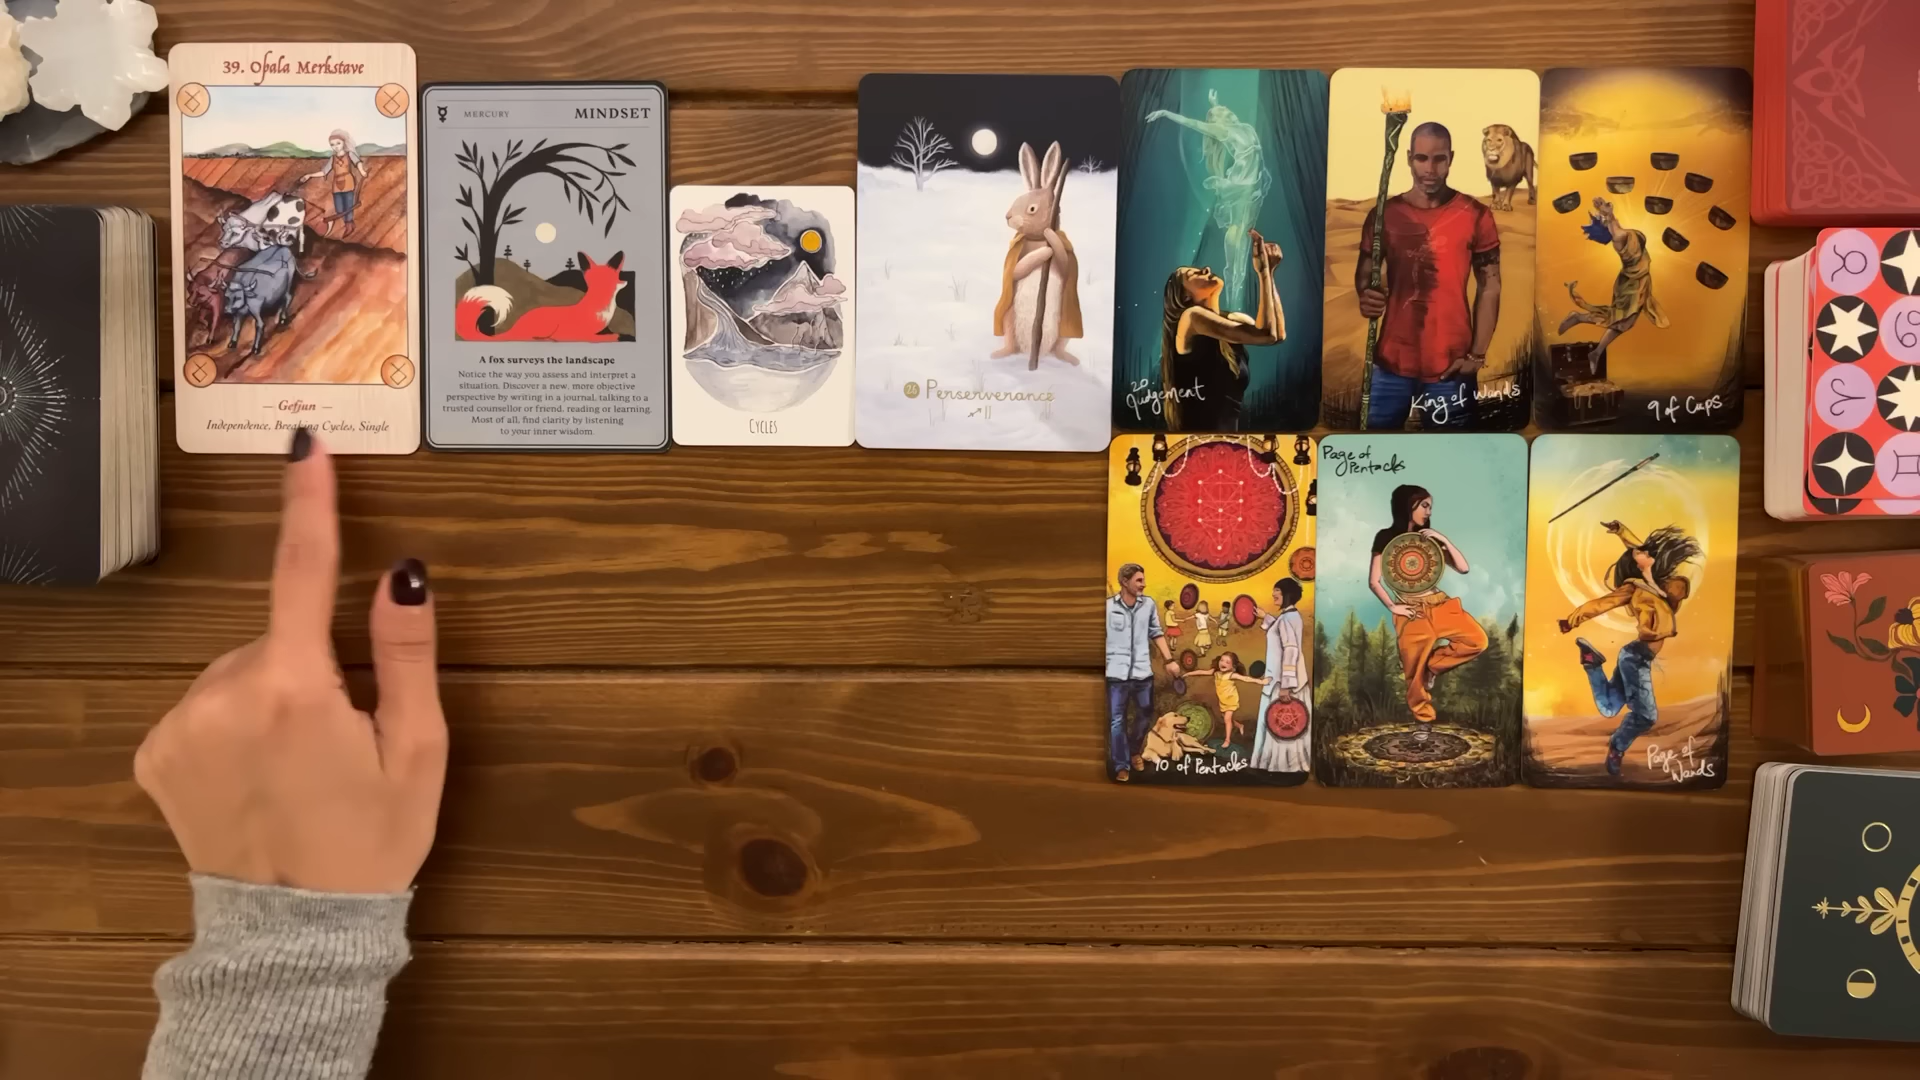 39. Opala Merkstave
— Gefjun —
Independence, Breaking Cycles, Single
MERCURY
MINDSET
A fox surveys the landscape
Notice the way you assess and interpret a
situation. Discover a new, more objective
perspective by writing in a journal, talking to a
trusted counsellor or friend, reading or learning.
Most of all, find clarity by listening
to your inner wisdom.
CYCLES
26 Perserverance
20
Judgement
King of Wands
9 of Cups
10 of Pentacles
Page of
Pentacles
Page of
Wands